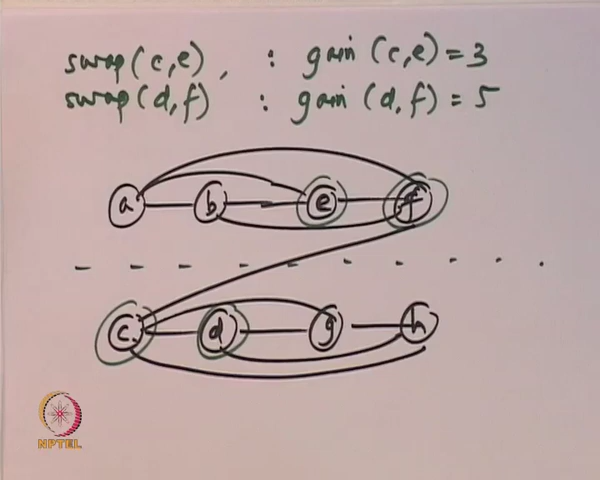 swap(c,e), : gain (c,e)=3
swap(d,f) : gain (d,f) = 5
a b e f
c d g h
NPTEL